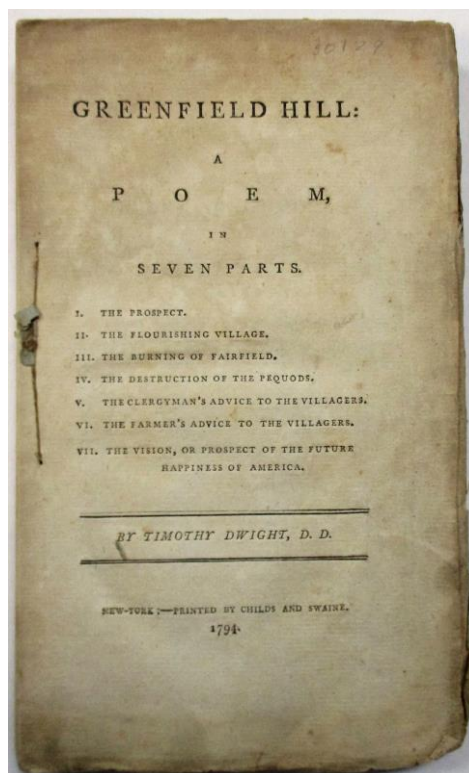 30127
GREENFIELD HILL:
A
POEM,
IN
SEVEN PARTS.
I. THE PROSPECT.
II. THE FLOURISHING VILLAGE.
III. THE BURNING OF FAIRFIELD.
IV. THE DESTRUCTION OF THE PEQUODS.
V. THE CLERGYMAN'S ADVICE TO THE VILLAGERS.
VI. THE FARMER'S ADVICE TO THE VILLAGERS.
VII. THE VISION, OR PROSPECT OF THE FUTURE
HAPPINESS OF AMERICA.
BY TIMOTHY DWIGHT, D. D.
NEW-YORK:—PRINTED BY CHILDS AND SWAINE.
1794.